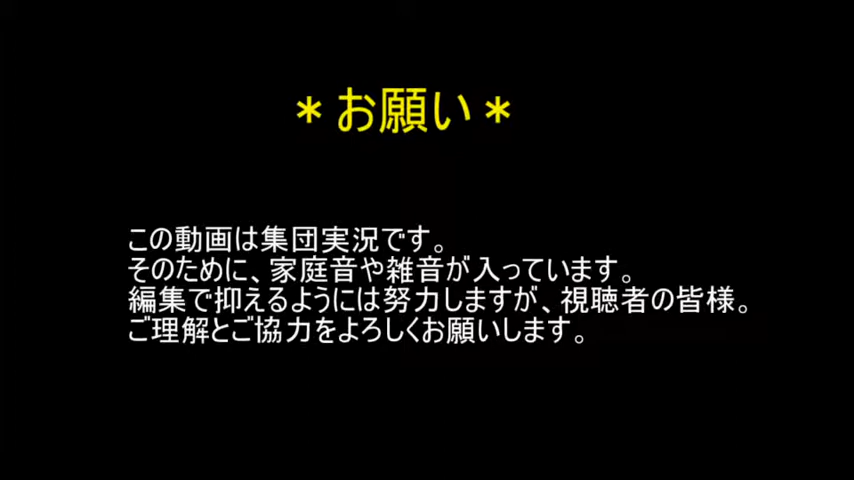 ＊お願い＊
この動画は集団実況です。
そのために、家庭音や雑音が入っています。
編集で抑えるようには努力しますが、視聴者の皆様。
ご理解とご協力をよろしくお願いします。